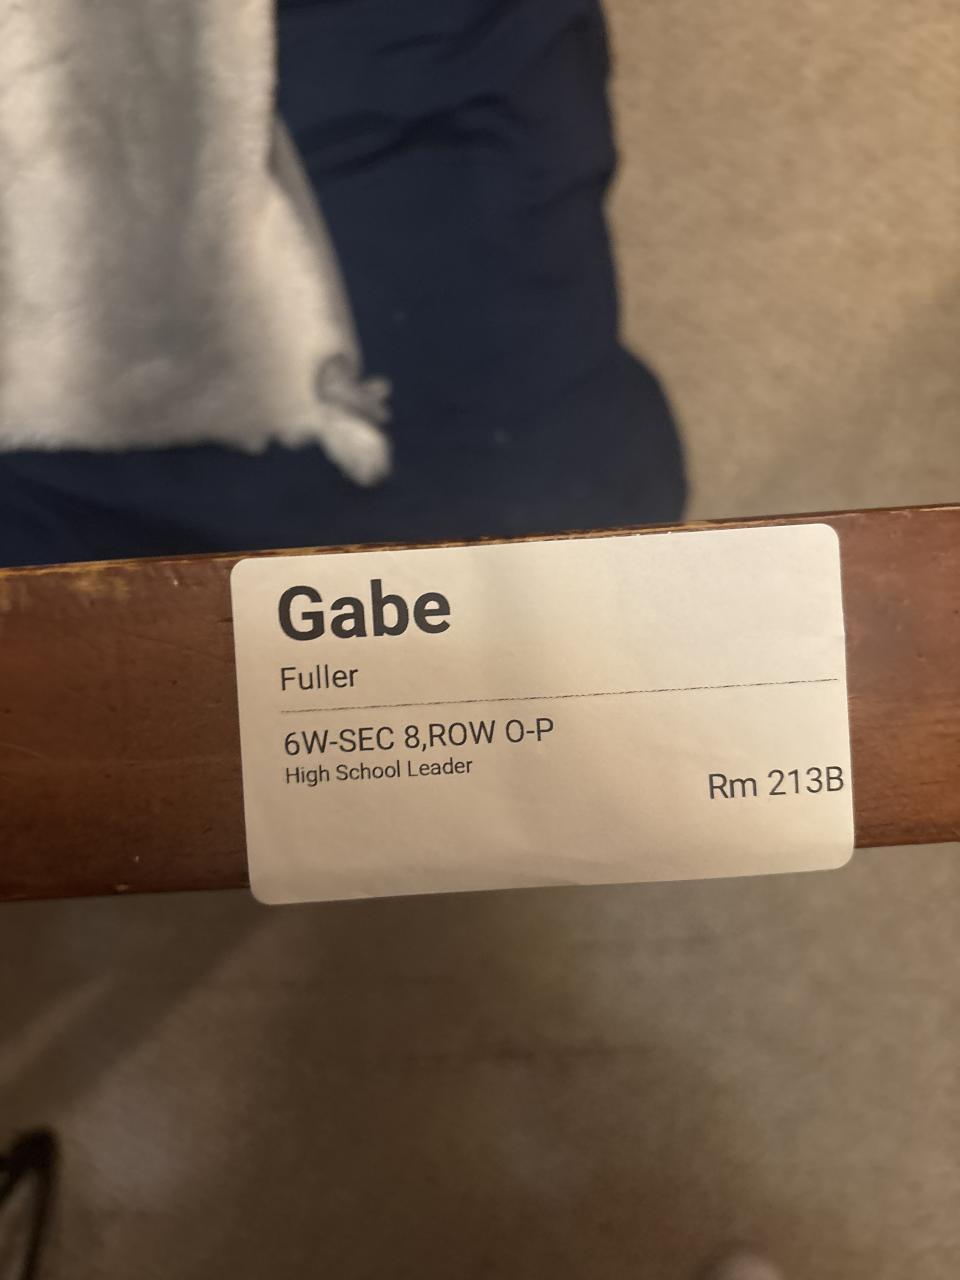 Gabe
Fuller
6W-SEC 8,ROW O-P
High School Leader
Rm 213B